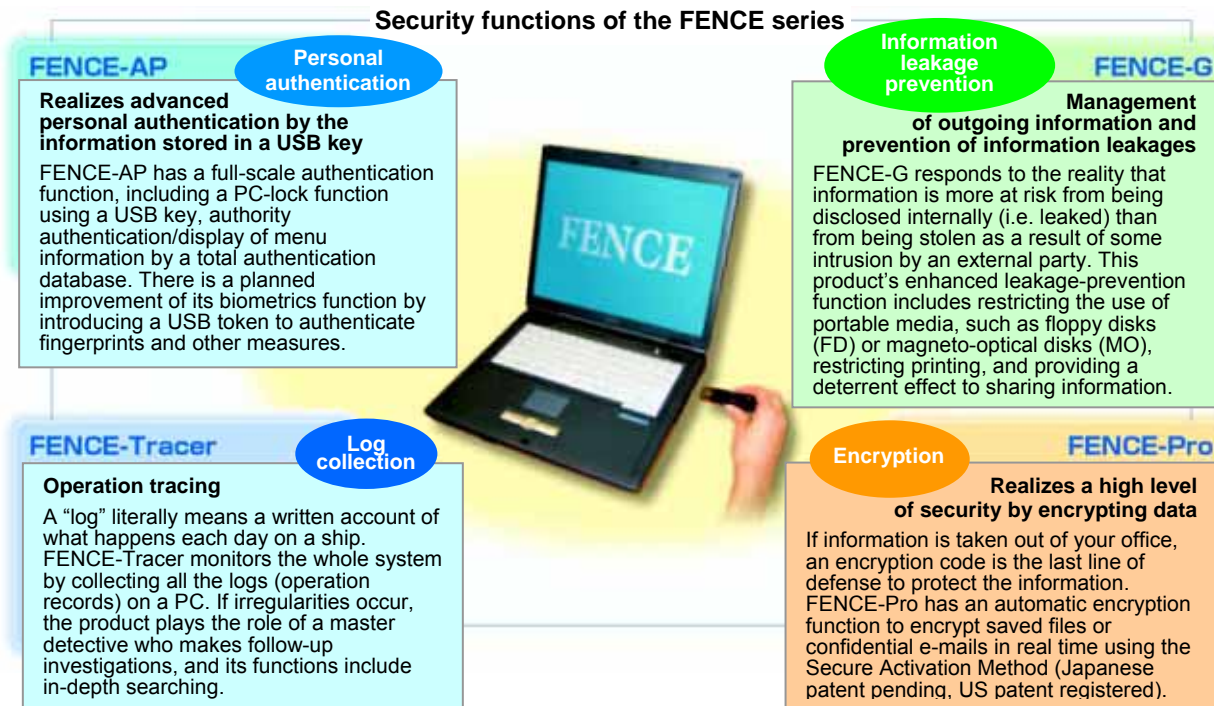 Security functions of the FENCE series
FENCE-AP
Personal
authentication
Realizes advanced
personal authentication by the
information stored in a USB key
FENCE-AP has a full-scale authentication
function, including a PC-lock function
using a USB key, authority
authentication/display of menu
information by a total authentication
database. There is a planned
improvement of its biometrics function by
introducing a USB token to authenticate
fingerprints and other measures.
Information
leakage
prevention
FENCE-G
Management
of outgoing information and
prevention of information leakages
FENCE-G responds to the reality that
information is more at risk from being
disclosed internally (i.e. leaked) than
from being stolen as a result of some
intrusion by an external party. This
product's enhanced leakage-prevention
function includes restricting the use of
portable media, such as floppy disks
(FD) or magneto-optical disks (MO),
restricting printing, and providing a
deterrent effect to sharing information.
FENCE
FENCE-Tracer
Log
collection
Operation tracing
A “log” literally means a written account of
what happens each day on a ship.
FENCE-Tracer monitors the whole system
by collecting all the logs (operation
records) on a PC. If irregularities occur,
the product plays the role of a master
detective who makes follow-up
investigations, and its functions include
in-depth searching.
Encryption
FENCE-Pro
Realizes a high level
of security by encrypting data
If information is taken out of your office,
an encryption code is the last line of
defense to protect the information.
FENCE-Pro has an automatic encryption
function to encrypt saved files or
confidential e-mails in real time using the
Secure Activation Method (Japanese
patent pending, US patent registered).